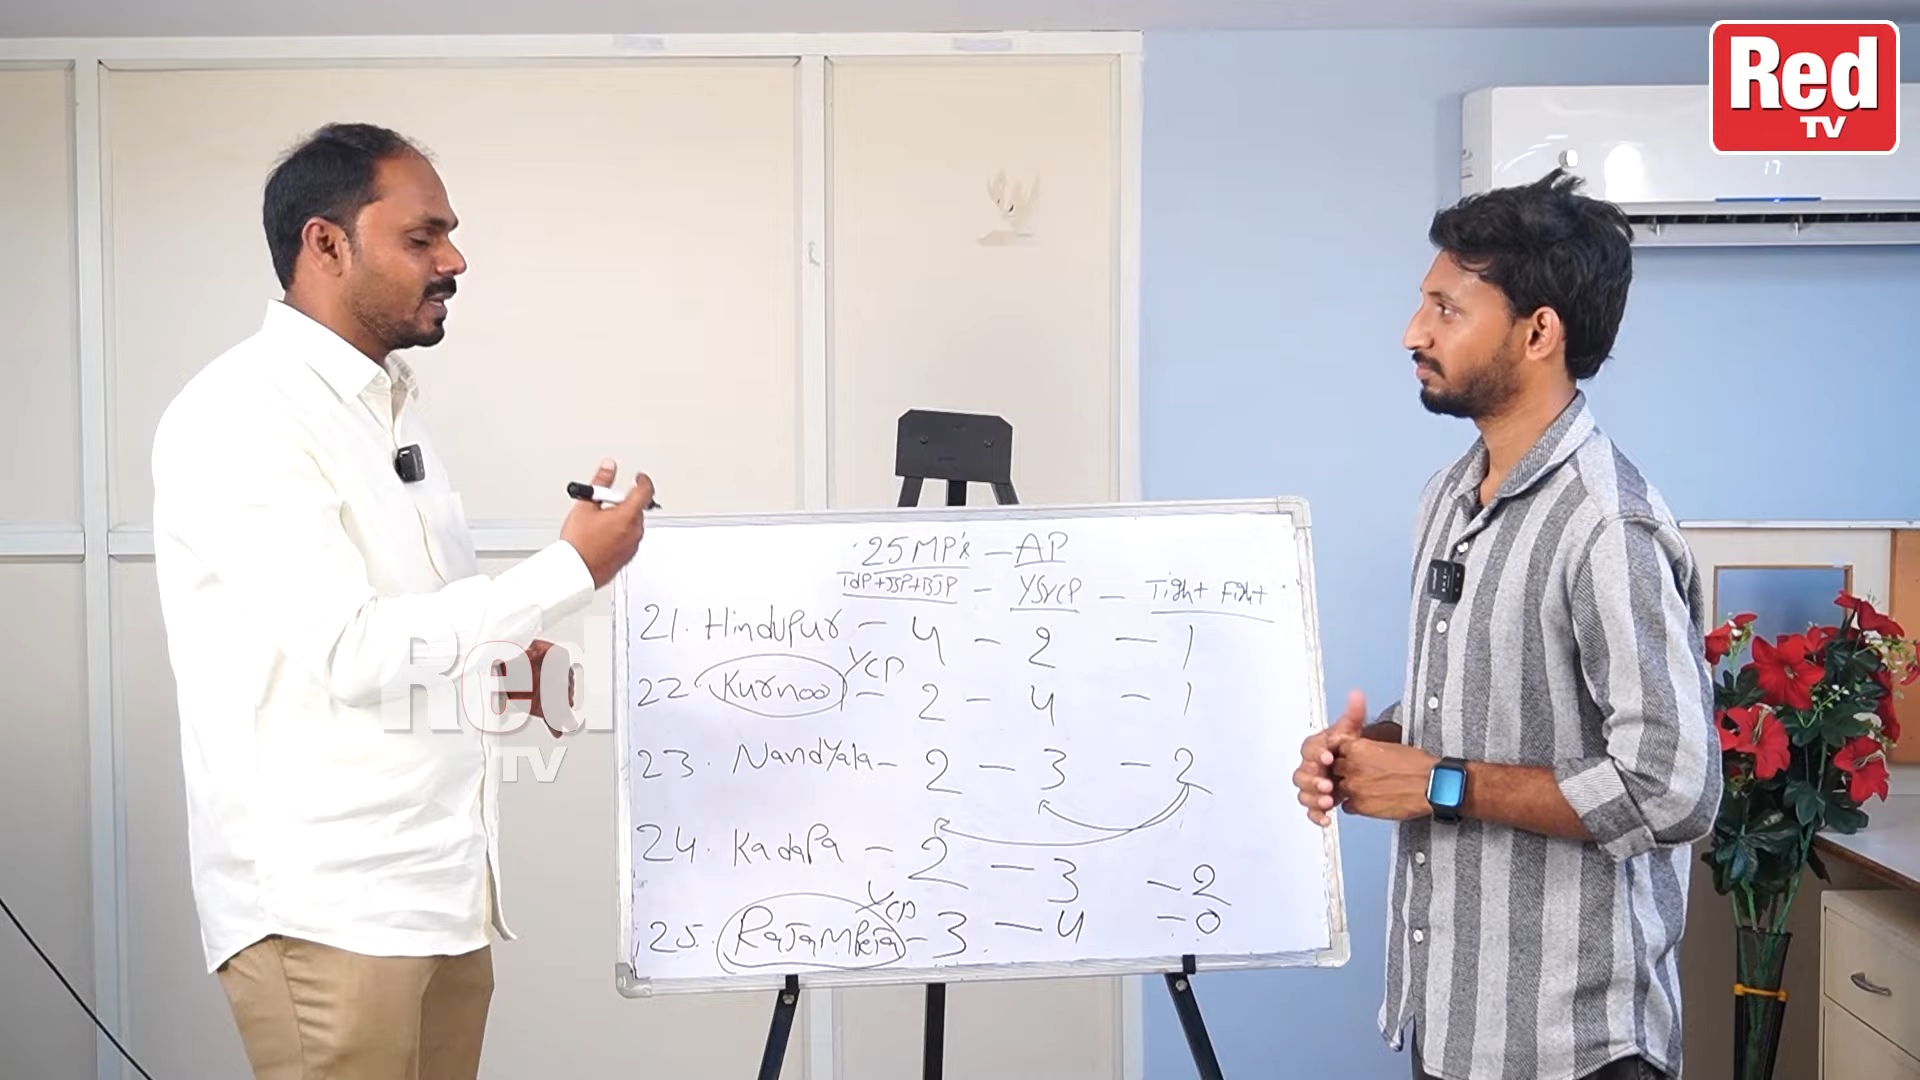 Red
TV
17
25 MP's - AP
TDP+JSP+BJP - YSrCP - Tight Fight
21. Hindupur - 4 - 2 - 1
YCP
22. Kurnool - 2 - 4 - 1
23. Nandyala - 2 - 3 - 2
24. Kadapa - 2 - 3 - 2
YCP
25. RajamPeta - 3 - 4 - 0
Red
TV